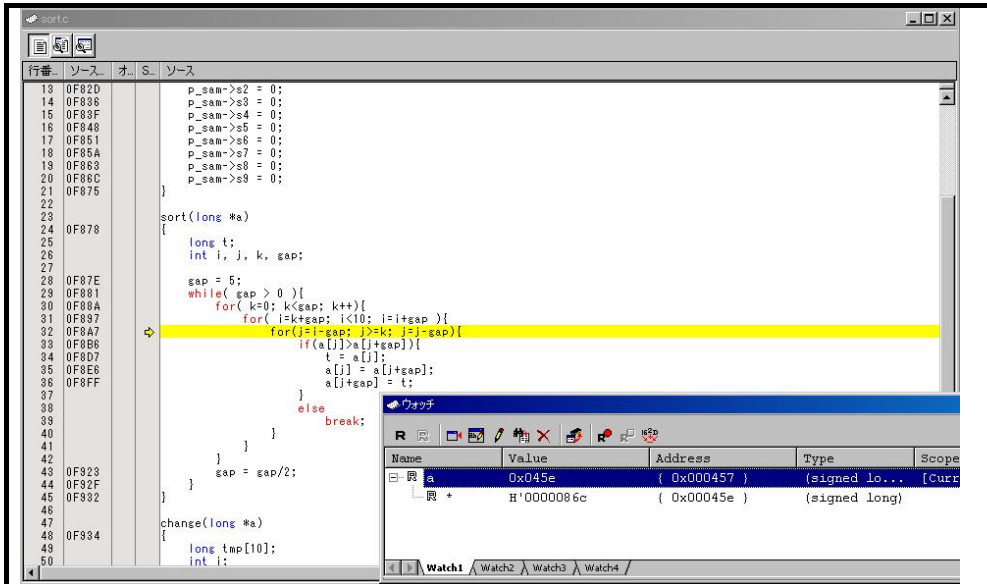 sort.c
行番... ソース... オ... S... ソース
13 0F82D p_sam->s2 = 0;
14 0F836 p_sam->s3 = 0;
15 0F83F p_sam->s4 = 0;
16 0F848 p_sam->s5 = 0;
17 0F851 p_sam->s6 = 0;
18 0F85A p_sam->s7 = 0;
19 0F863 p_sam->s8 = 0;
20 0F86C p_sam->s9 = 0;
21 0F875 }
22
23 sort(long *a)
24 0F878 {
25 long t;
26 int i, j, k, gap;
27
28 0F87E gap = 5;
29 0F881 while( gap > 0 ){
30 0F88A for( k=0; k<gap; k++){
31 0F897 for( i=k+gap; i<10; i=i+gap ){
32 0F8A7 for(j=i-gap; j>=k; j=j-gap){
33 0F8B6 if(a[j]>a[j+gap]){
34 0F8D7 t = a[j];
35 0F8E6 a[j] = a[j+gap];
36 0F8FF a[j+gap] = t;
37 }
38 else
39 break;
40 }
41 }
42 }
43 0F923 gap = gap/2;
44 0F92F }
45 0F932 }
46
47 change(long *a)
48 0F934 {
49 long tmp[10];
50 int i;
ウォッチ
Name Value Address Type Scope
R a 0x045e { 0x000457 } (signed lo... [Curr
R * H'0000086c { 0x00045e } (signed long)
Watch1 Watch2 Watch3 Watch4